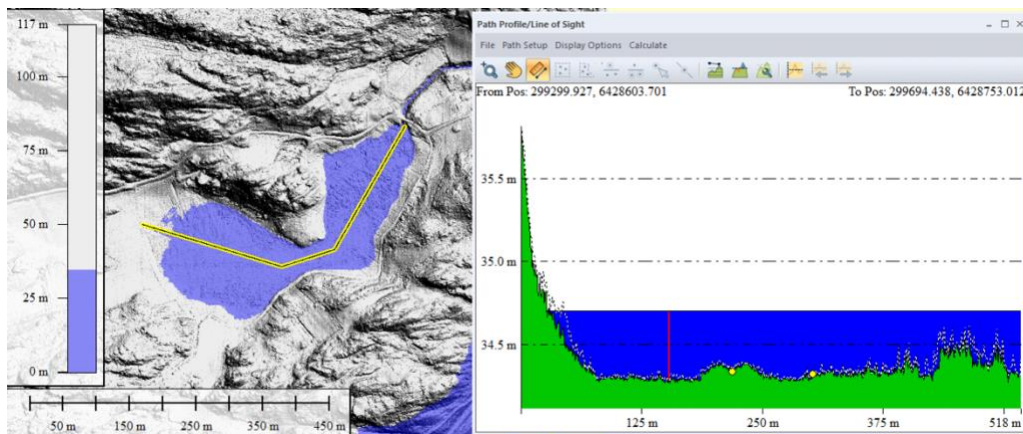 117 m
100 m
75 m
50 m
25 m
0 m
50 m 150 m 250 m 350 m 450 m
Path Profile/Line of Sight
File Path Setup Display Options Calculate
From Pos: 299299.927, 6428603.701 To Pos: 299694.438, 6428753.012
35.5 m
35.0 m
34.5 m
125 m 250 m 375 m 518 m